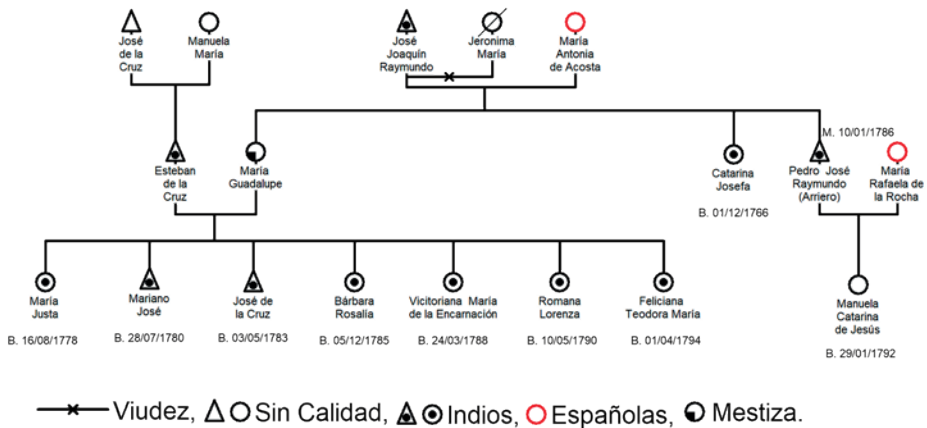 José
de la
Cruz
Manuela
María
José
Joaquín
Raymundo
Jeronima
María
María
Antonia
de Acosta
M. 10/01/1786
Esteban
de la
Cruz
María
Guadalupe
Catarina
Josefa
B. 01/12/1766
Pedro José
Raymundo
(Arriero)
María
Rafaela de
la Rocha
María
Justa
B. 16/08/1778
Mariano
José
B. 28/07/1780
José de
la Cruz
B. 03/05/1783
Bárbara
Rosalía
B. 05/12/1785
Vicitoriana María
de la Encarnación
B. 24/03/1788
Romana
Lorenza
B. 10/05/1790
Feliciana
Teodora María
B. 01/04/1794
Manuela
Catarina
de Jesús
B. 29/01/1792
Viudez, Sin Calidad, Indios, Españolas, Mestiza.